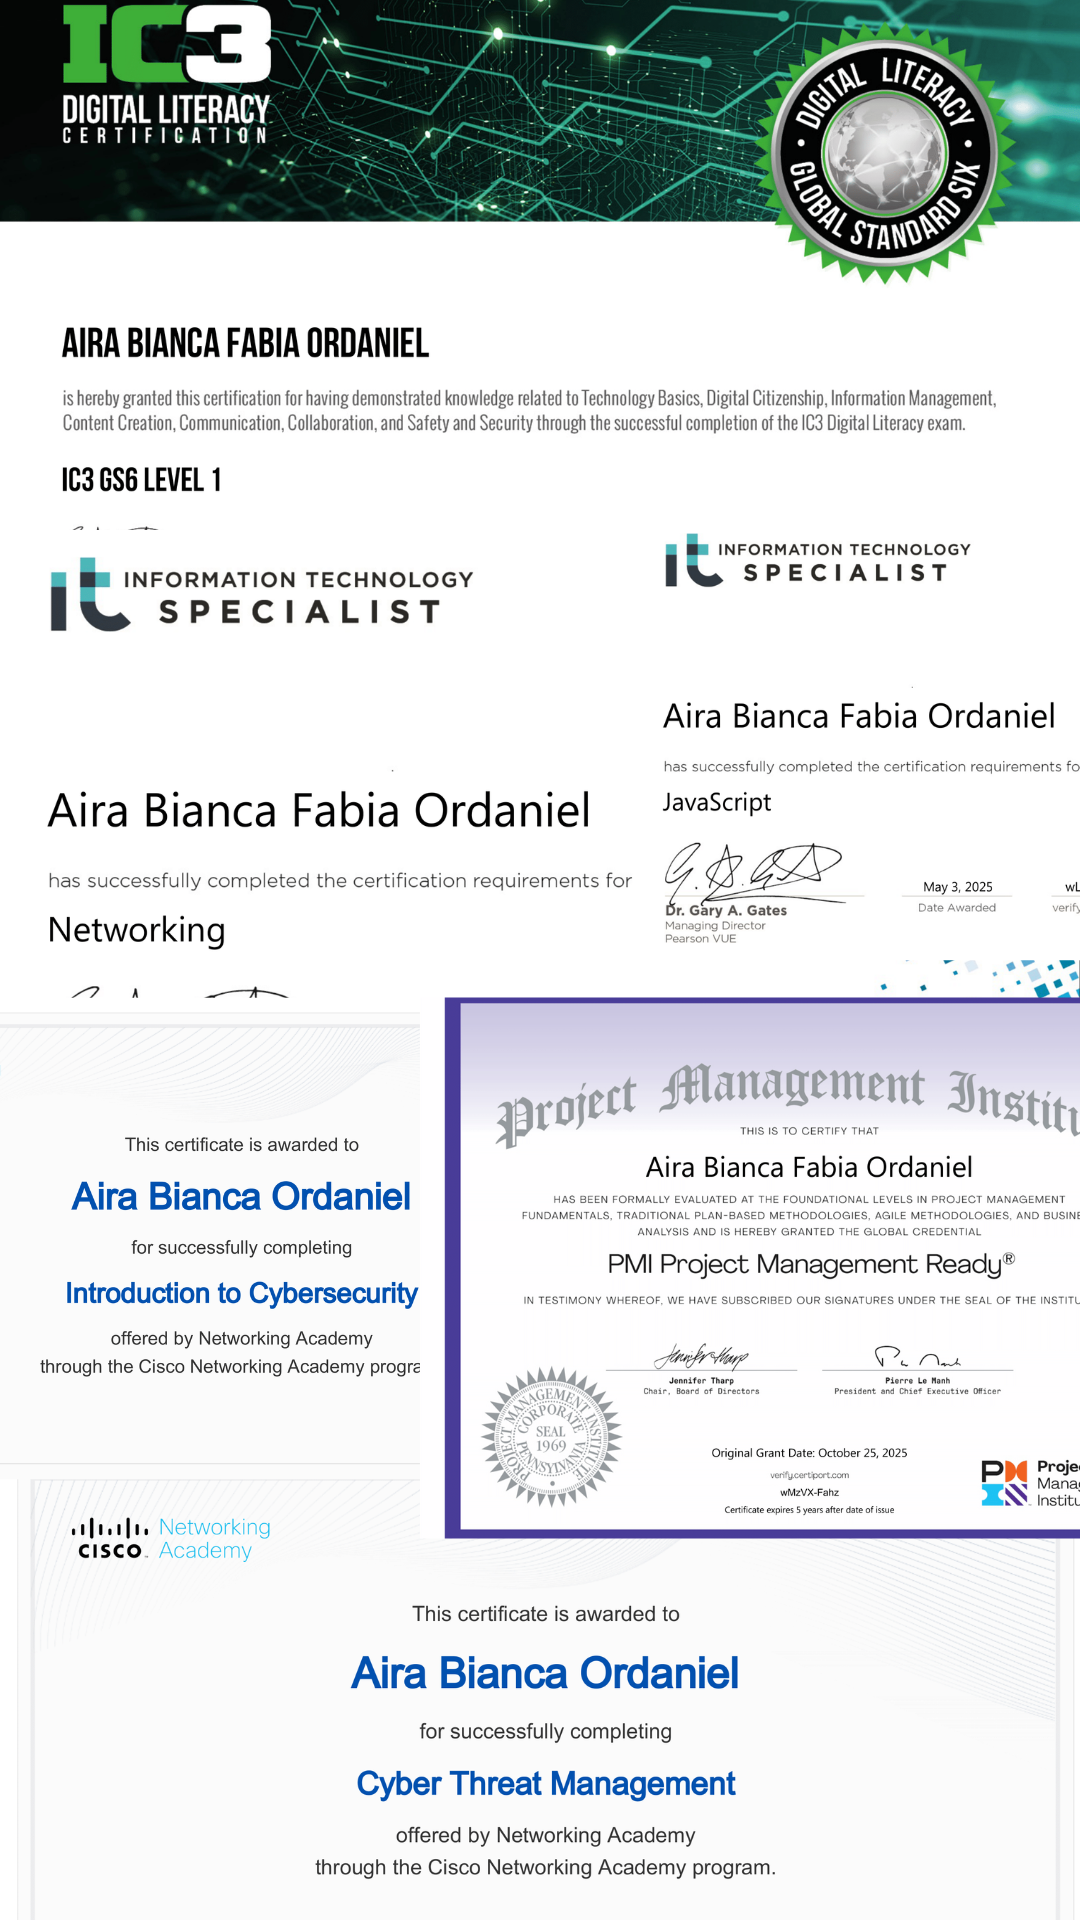 IC3
DIGITAL LITERACY
CERTIFICATION
DIGITAL LITERACY
GLOBAL STANDARD SIX
AIRA BIANCA FABIA ORDANIEL
is hereby granted this certification for having demonstrated knowledge related to Technology Basics, Digital Citizenship, Information Management,
Content Creation, Communication, Collaboration, and Safety and Security through the successful completion of the IC3 Digital Literacy exam.
IC3 GS6 LEVEL 1
it INFORMATION TECHNOLOGY
SPECIALIST
Aira Bianca Fabia Ordaniel
has successfully completed the certification requirements for
Networking
it INFORMATION TECHNOLOGY
SPECIALIST
Aira Bianca Fabia Ordaniel
has successfully completed the certification requirements fo
JavaScript
Dr. Gary A. Gates
Managing Director
Pearson VUE
May 3, 2025
Date Awarded
wL
verify
This certificate is awarded to
Aira Bianca Ordaniel
for successfully completing
Introduction to Cybersecurity
offered by Networking Academy
through the Cisco Networking Academy progra
Project Management Institu
THIS IS TO CERTIFY THAT
Aira Bianca Fabia Ordaniel
HAS BEEN FORMALLY EVALUATED AT THE FOUNDATIONAL LEVELS IN PROJECT MANAGEMENT
FUNDAMENTALS, TRADITIONAL PLAN-BASED METHODOLOGIES, AGILE METHODOLOGIES, AND BUSINE
ANALYSIS AND IS HEREBY GRANTED THE GLOBAL CREDENTIAL
PMI Project Management Ready®
IN TESTIMONY WHEREOF, WE HAVE SUBSCRIBED OUR SIGNATURES UNDER THE SEAL OF THE INSTITU
Jennifer Tharp
Jennifer Tharp
Chair, Board of Directors
Pierre Le Manh
President and Chief Executive Officer
PROJECT MANAGEMENT INSTITUTE
CORPORATE
SEAL
1969
PENNSYLVANIA
Original Grant Date: October 25, 2025
verify.certiport.com
wMzVX-Fahz
Certificate expires 5 years after date of issue
PMI
Projec
Manag
Institu
CISCO
Networking
Academy
This certificate is awarded to
Aira Bianca Ordaniel
for successfully completing
Cyber Threat Management
offered by Networking Academy
through the Cisco Networking Academy program.